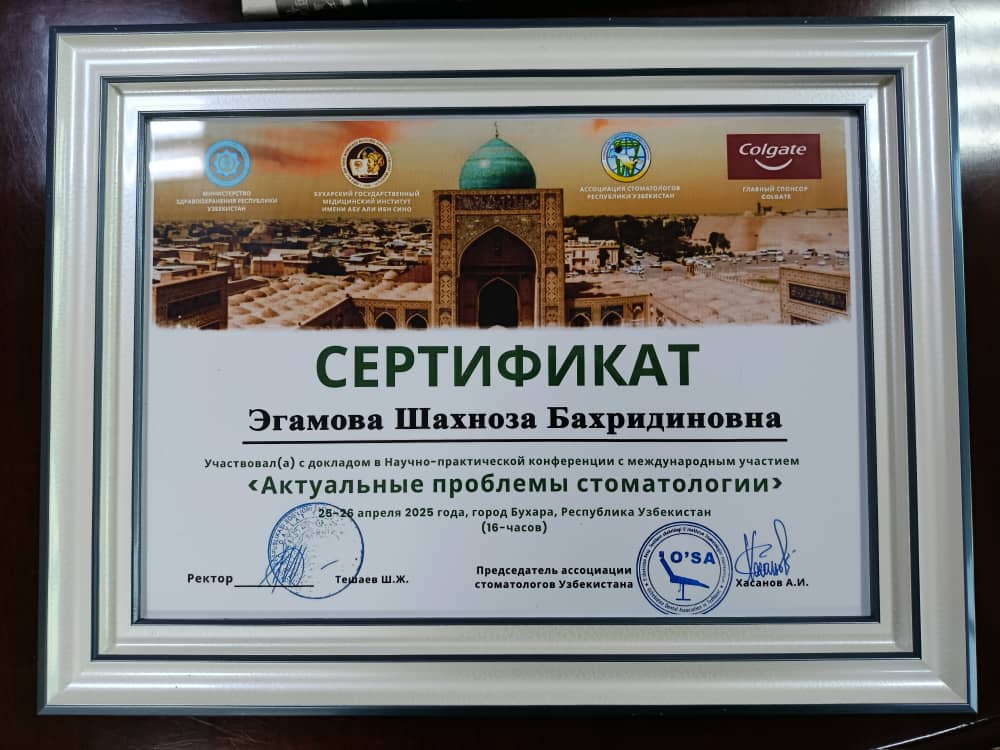 МИНИСТЕРСТВО
ЗДРАВООХРАНЕНИЯ РЕСПУБЛИКИ
УЗБЕКИСТАН
БУХАРСКИЙ ГОСУДАРСТВЕННЫЙ
МЕДИЦИНСКИЙ ИНСТИТУТ
ИМЕНИ АБУ АЛИ ИБН СИНО
АССОЦИАЦИЯ СТОМАТОЛОГОВ
РЕСПУБЛИКИ УЗБЕКИСТАН
Colgate
ГЛАВНЫЙ СПОНСОР
COLGATE
СЕРТИФИКАТ
Эгамова Шахноза Бахридиновна
Участвовал(а) с докладом в Научно-практической конференции с международным участием
‹Актуальные проблемы стоматологии›
25-26 апреля 2025 года, город Бухара, Республика Узбекистан
(16-часов)
Ректор
Тешаев Ш.Ж.
Председатель ассоциации
стоматологов Узбекистана
O'SA
Хасанов А.И.